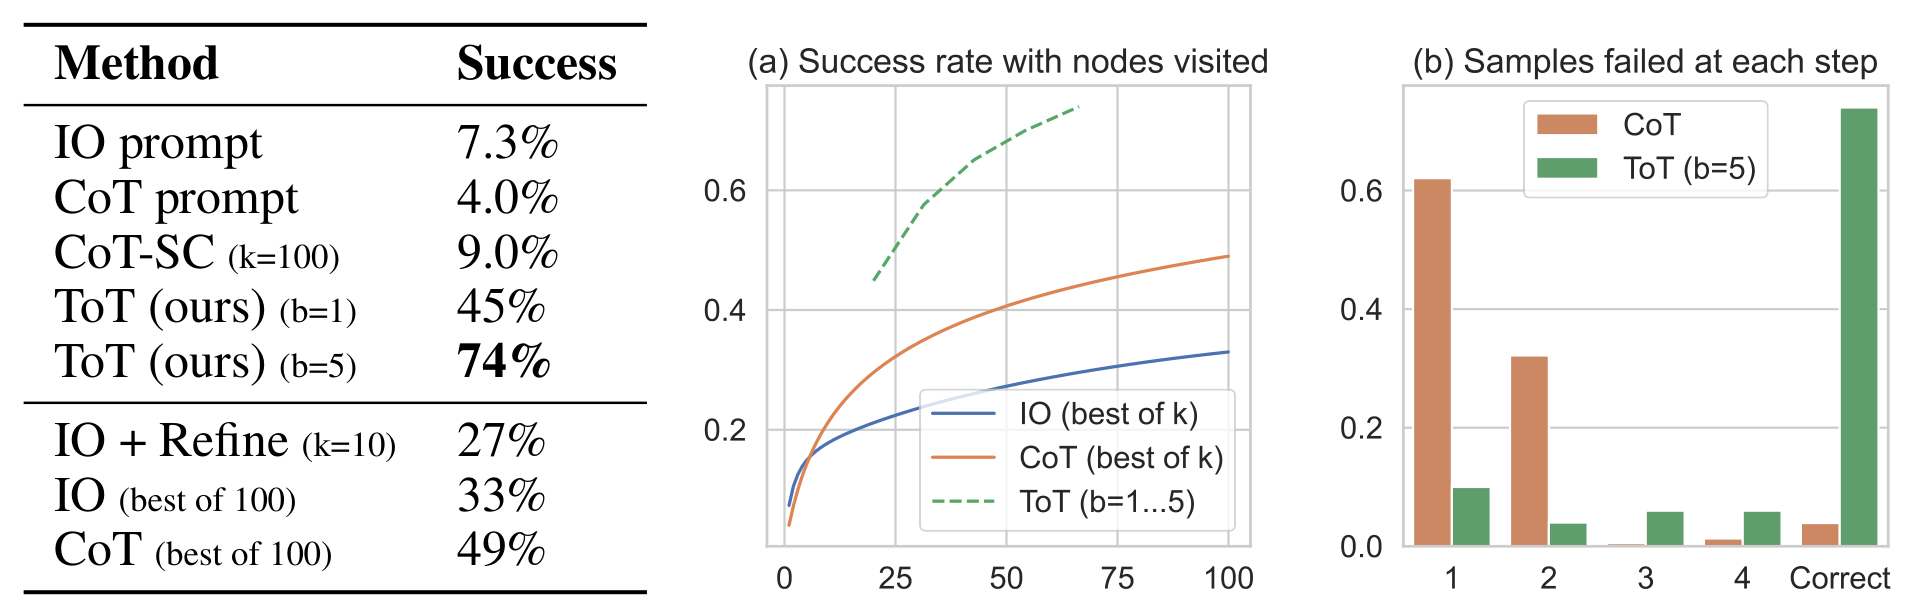 Method Success
IO prompt 7.3%
CoT prompt 4.0%
CoT-SC (k=100) 9.0%
ToT (ours) (b=1) 45%
ToT (ours) (b=5) 74%
IO + Refine (k=10) 27%
IO (best of 100) 33%
CoT (best of 100) 49%
(a) Success rate with nodes visited
0.6
0.4
0.2
IO (best of k)
CoT (best of k)
ToT (b=1...5)
0 25 50 75 100
(b) Samples failed at each step
CoT
ToT (b=5)
0.6
0.4
0.2
0.0
1 2 3 4 Correct